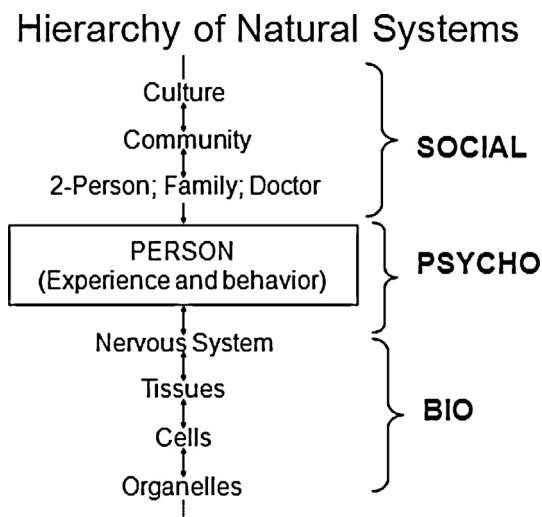 Hierarchy of Natural Systems
Culture
Community
2-Person; Family; Doctor
SOCIAL
PERSON
(Experience and behavior)
PSYCHO
Nervous System
Tissues
Cells
Organelles
BIO